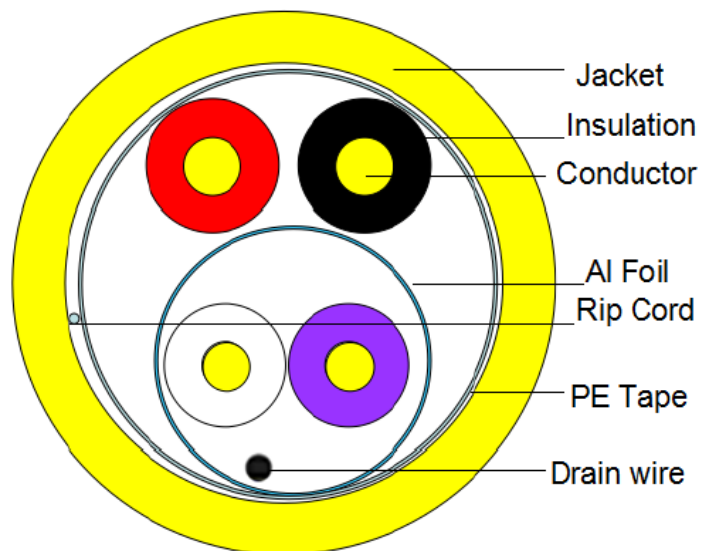 Jacket
Insulation
Conductor
Al Foil
Rip Cord
PE Tape
Drain wire